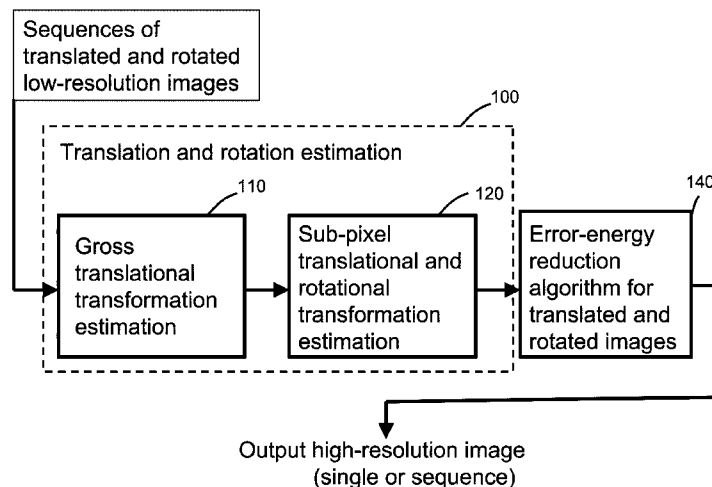 Sequences of
translated and rotated
low-resolution images
100
Translation and rotation estimation
110
120
140
Gross
translational
transformation
estimation
Sub-pixel
translational and
rotational
transformation
estimation
Error-energy
reduction
algorithm for
translated and
rotated images
Output high-resolution image
(single or sequence)